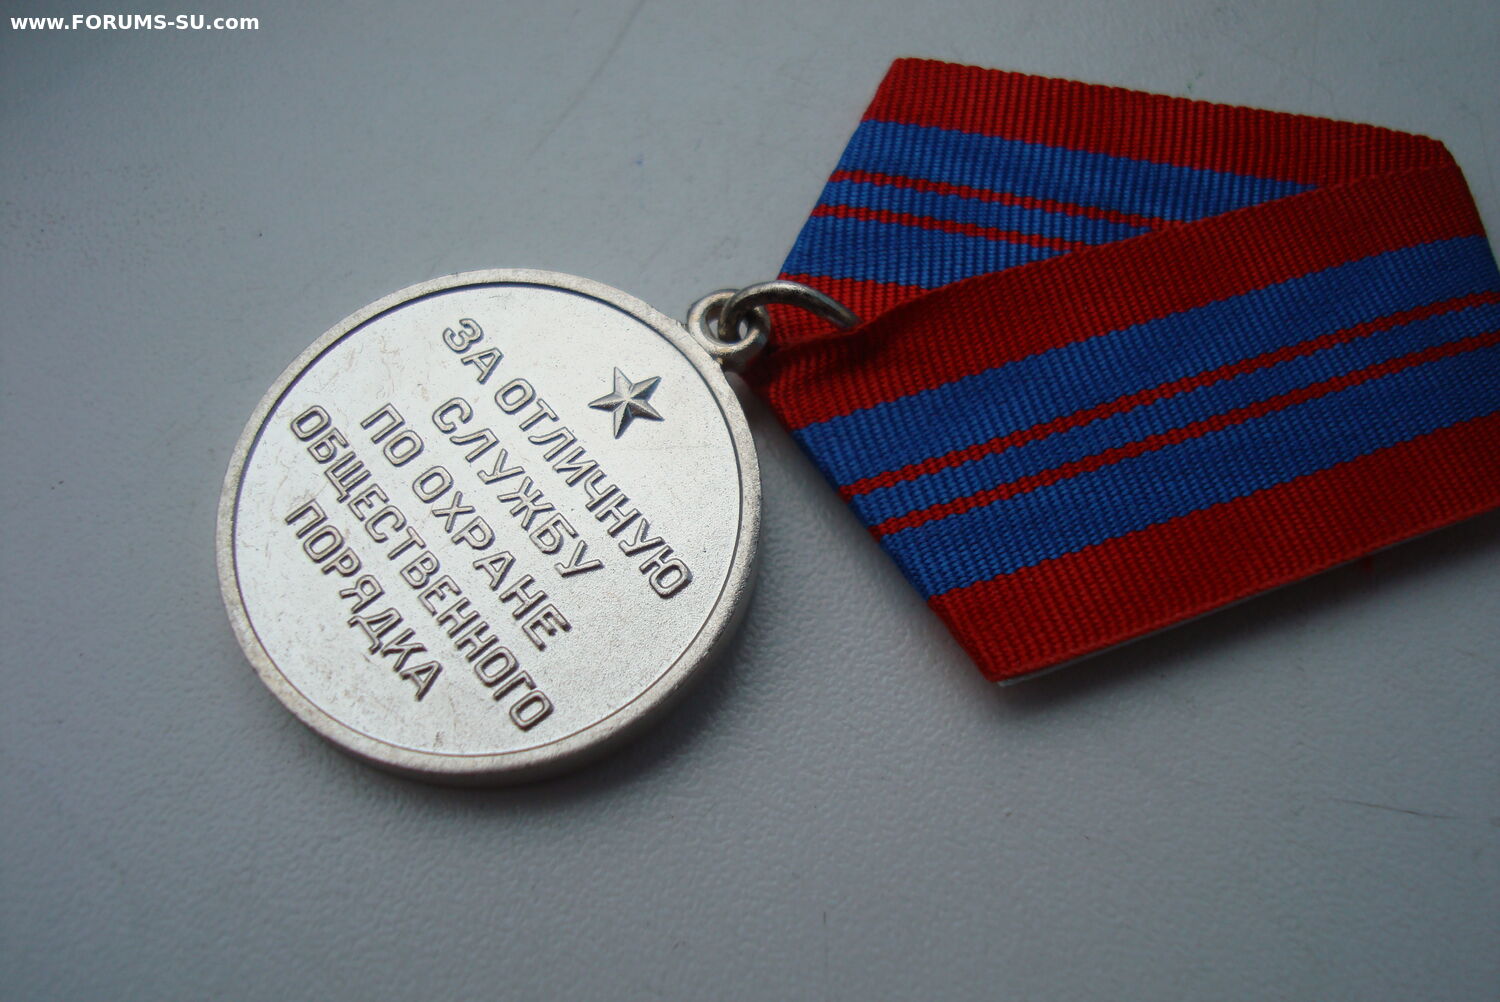 www.FORUMS-SU.com
ЗА ОТЛИЧНУЮ
СЛУЖБУ
ПО ОХРАНЕ
ОБЩЕСТВЕННОГО
ПОРЯДКА